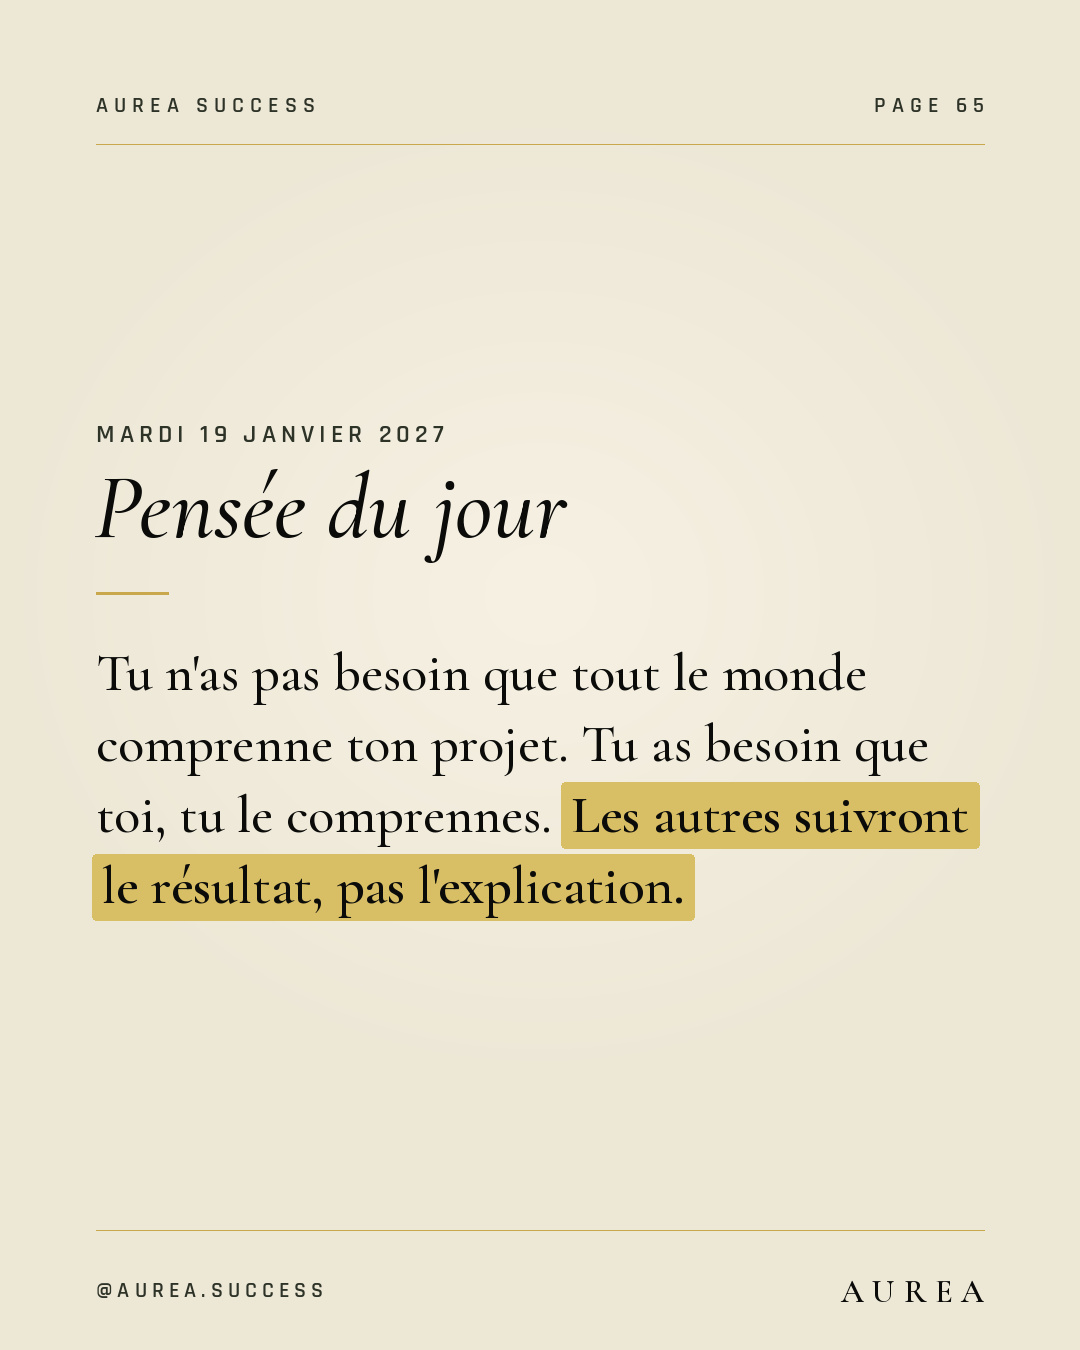 AUREA SUCCESS
PAGE 65
MARDI 19 JANVIER 2027
Pensée du jour
Tu n'as pas besoin que tout le monde
comprenne ton projet. Tu as besoin que
toi, tu le comprennes. Les autres suivront
le résultat, pas l'explication.
@AUREA.SUCCESS
AUREA